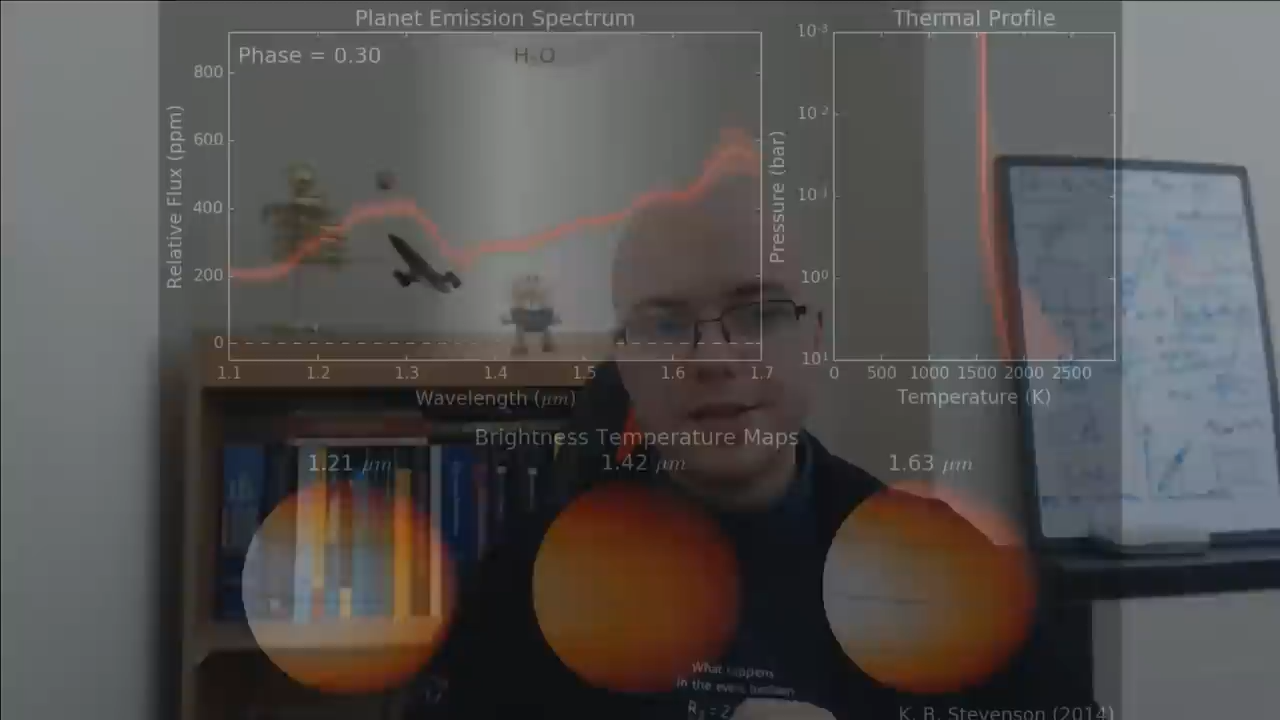 Planet Emission Spectrum
Thermal Profile
Phase = 0.30
H₂O
Relative Flux (ppm)
800
600
400
200
0
1.1 1.2 1.3 1.4 1.5 1.6 1.7
Wavelength (μm)
Pressure (bar)
10⁻³
10⁻²
10⁻¹
10⁰
10¹
0 500 1000 1500 2000 2500
Temperature (K)
Brightness Temperature Maps
1.21 μm
1.42 μm
1.63 μm
What happens
in the event horizon
K. B. Stevenson (2014)